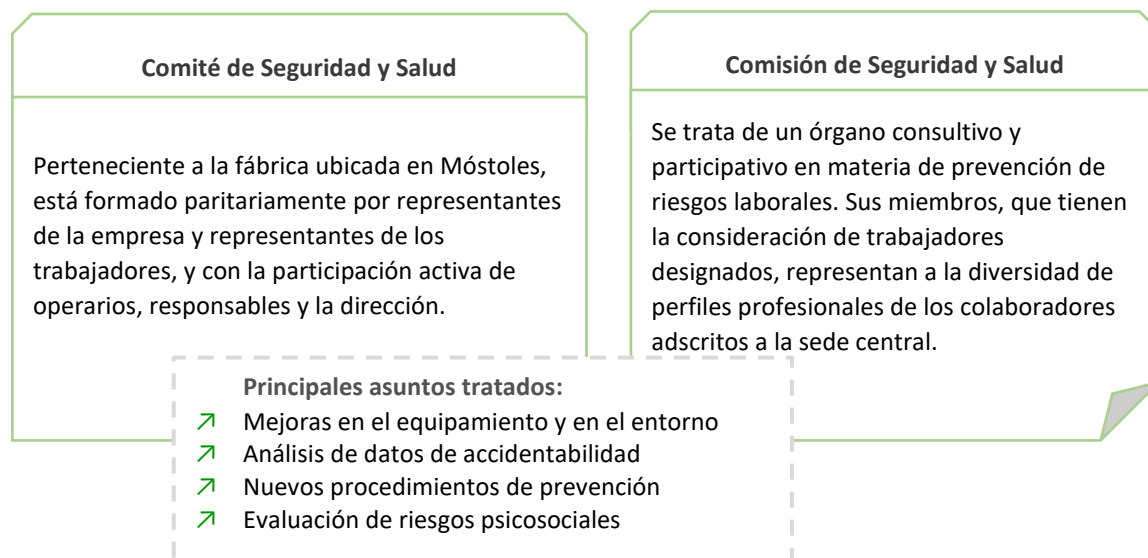 Comité de Seguridad y Salud
Perteneciente a la fábrica ubicada en Móstoles,
está formado paritariamente por representantes
de la empresa y representantes de los
trabajadores, y con la participación activa de
operarios, responsables y la dirección.
Comisión de Seguridad y Salud
Se trata de un órgano consultivo y
participativo en materia de prevención de
riesgos laborales. Sus miembros, que tienen
la consideración de trabajadores
designados, representan a la diversidad de
perfiles profesionales de los colaboradores
adscritos a la sede central.
Principales asuntos tratados:
Mejoras en el equipamiento y en el entorno
Análisis de datos de accidentabilidad
Nuevos procedimientos de prevención
Evaluación de riesgos psicosociales